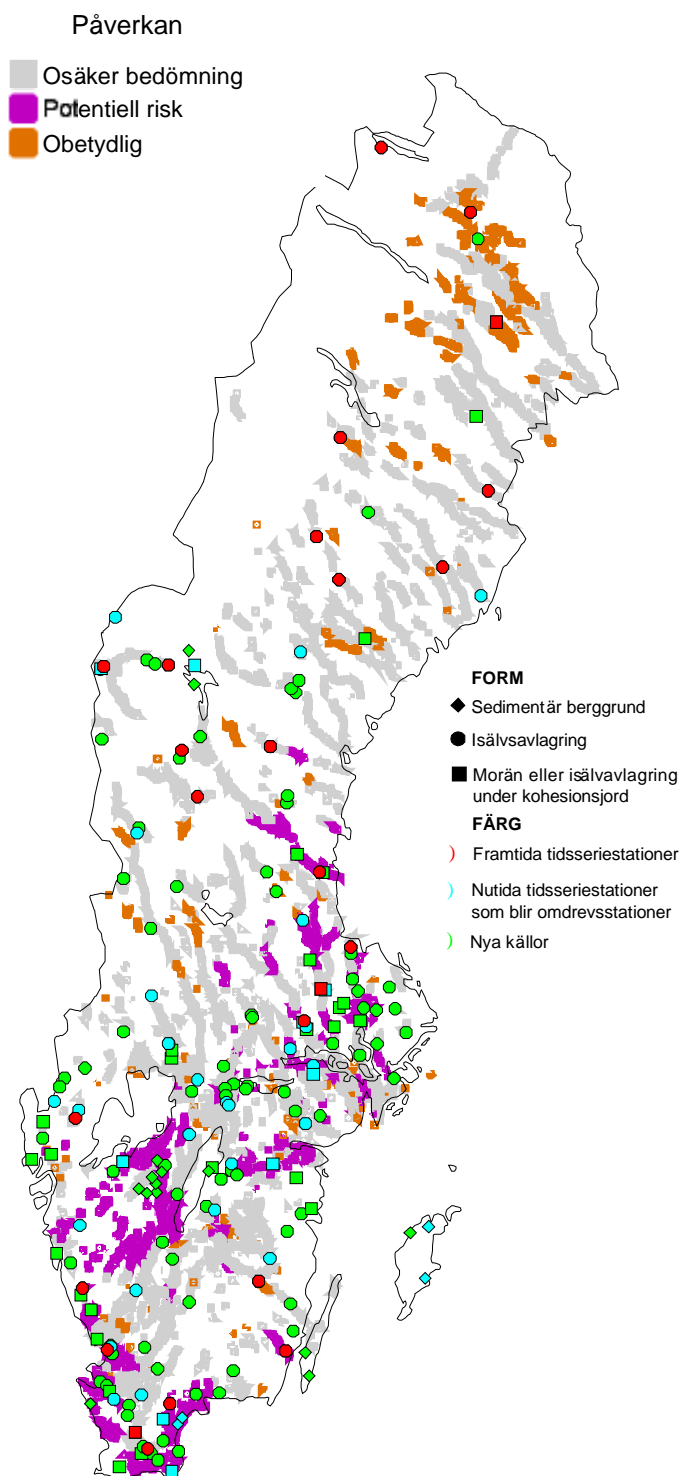 Påverkan
Osäker bedömning
Potentiell risk
Obetydlig
FORM
Sedimentär berggrund
Isälvsavlagring
Morän eller isälvavlagring
under kohesionsjord
FÄRG
) Framtida tidsseriestationer
) Nutida tidsseriestationer
som blir omdrevsstationer
) Nya källor